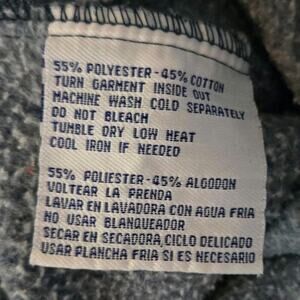 55% POLYESTER-45% COTTON
TURN GARMENT INSIDE OUT
MACHINE WASH COLD SEPARATELY
DO NOT BLEACH
TUMBLE DRY LOW HEAT
COOL IRON IF NEEDED
55% POLIESTER-45% ALGODON
VOLTEAR LA PRENDA
LAVAR EN LAVADORA CON AGUA FRIA
NO USAR BLANQUEADOR
SECAR EN SECADORA, CICLO DELICADO
USAR PLANCHA FRIA SI ES NECESARIO